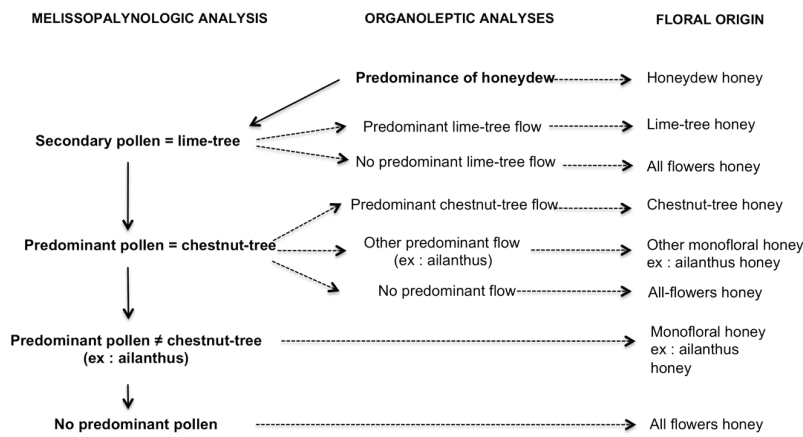 MELISSOPALYNOLOGIC ANALYSIS ORGANOLEPTIC ANALYSES FLORAL ORIGIN
Predominance of honeydew Honeydew honey
Secondary pollen = lime-tree
Predominant lime-tree flow Lime-tree honey
No predominant lime-tree flow All flowers honey
Predominant pollen = chestnut-tree
Predominant chestnut-tree flow Chestnut-tree honey
Other predominant flow Other monofloral honey
(ex : ailanthus) ex : ailanthus honey
No predominant flow All-flowers honey
Predominant pollen ≠ chestnut-tree Monofloral honey
(ex : ailanthus) ex : ailanthus
honey
No predominant pollen All flowers honey